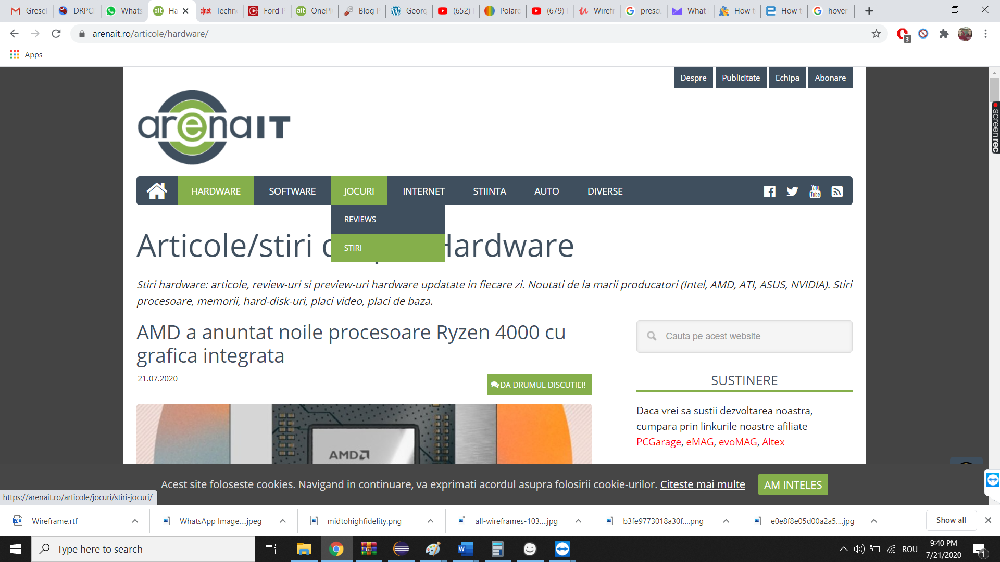 Gresel
DRPCI
Whats
Ha
Techn
Ford P
OnePl
Blog P
Georg
(652)
Polaro
(679)
Wirefr
prescu
What
How t
How t
hover
arenait.ro/articole/hardware/
3
Apps
Despre Publicitate Echipa Abonare
arenaIT
HARDWARE SOFTWARE JOCURI INTERNET STIINTA AUTO DIVERSE
You Tube
REVIEWS
STIRI
Articole/stiri Hardware
Stiri hardware: articole, review-uri si preview-uri hardware updatate in fiecare zi. Noutati de la marii producatori (Intel, AMD, ATI, ASUS, NVIDIA). Stiri
procesoare, memorii, hard-disk-uri, placi video, placi de baza.
AMD a anuntat noile procesoare Ryzen 4000 cu
grafica integrata
21.07.2020
DA DRUMUL DISCUTIEI!
AMD
Cauta pe acest website
SUSTINERE
Daca vrei sa sustii dezvoltarea noastra,
cumpara prin linkurile noastre afiliate
PCGarage, eMAG, evoMAG, Altex
screenrec
Acest site foloseste cookies. Navigand in continuare, va exprimati acordul asupra folosirii cookie-urilor. Citeste mai multe AM INTELES
https://arenait.ro/articole/jocuri/stiri-jocuri/
Wireframe.rtf
WhatsApp Image....jpeg
midtohighfidelity.png
all-wireframes-103....jpg
b3fe9773018a30f....png
e0e8f8e05d00a2a5....jpg
Show all
Type here to search
ROU
9:40 PM
7/21/2020
1